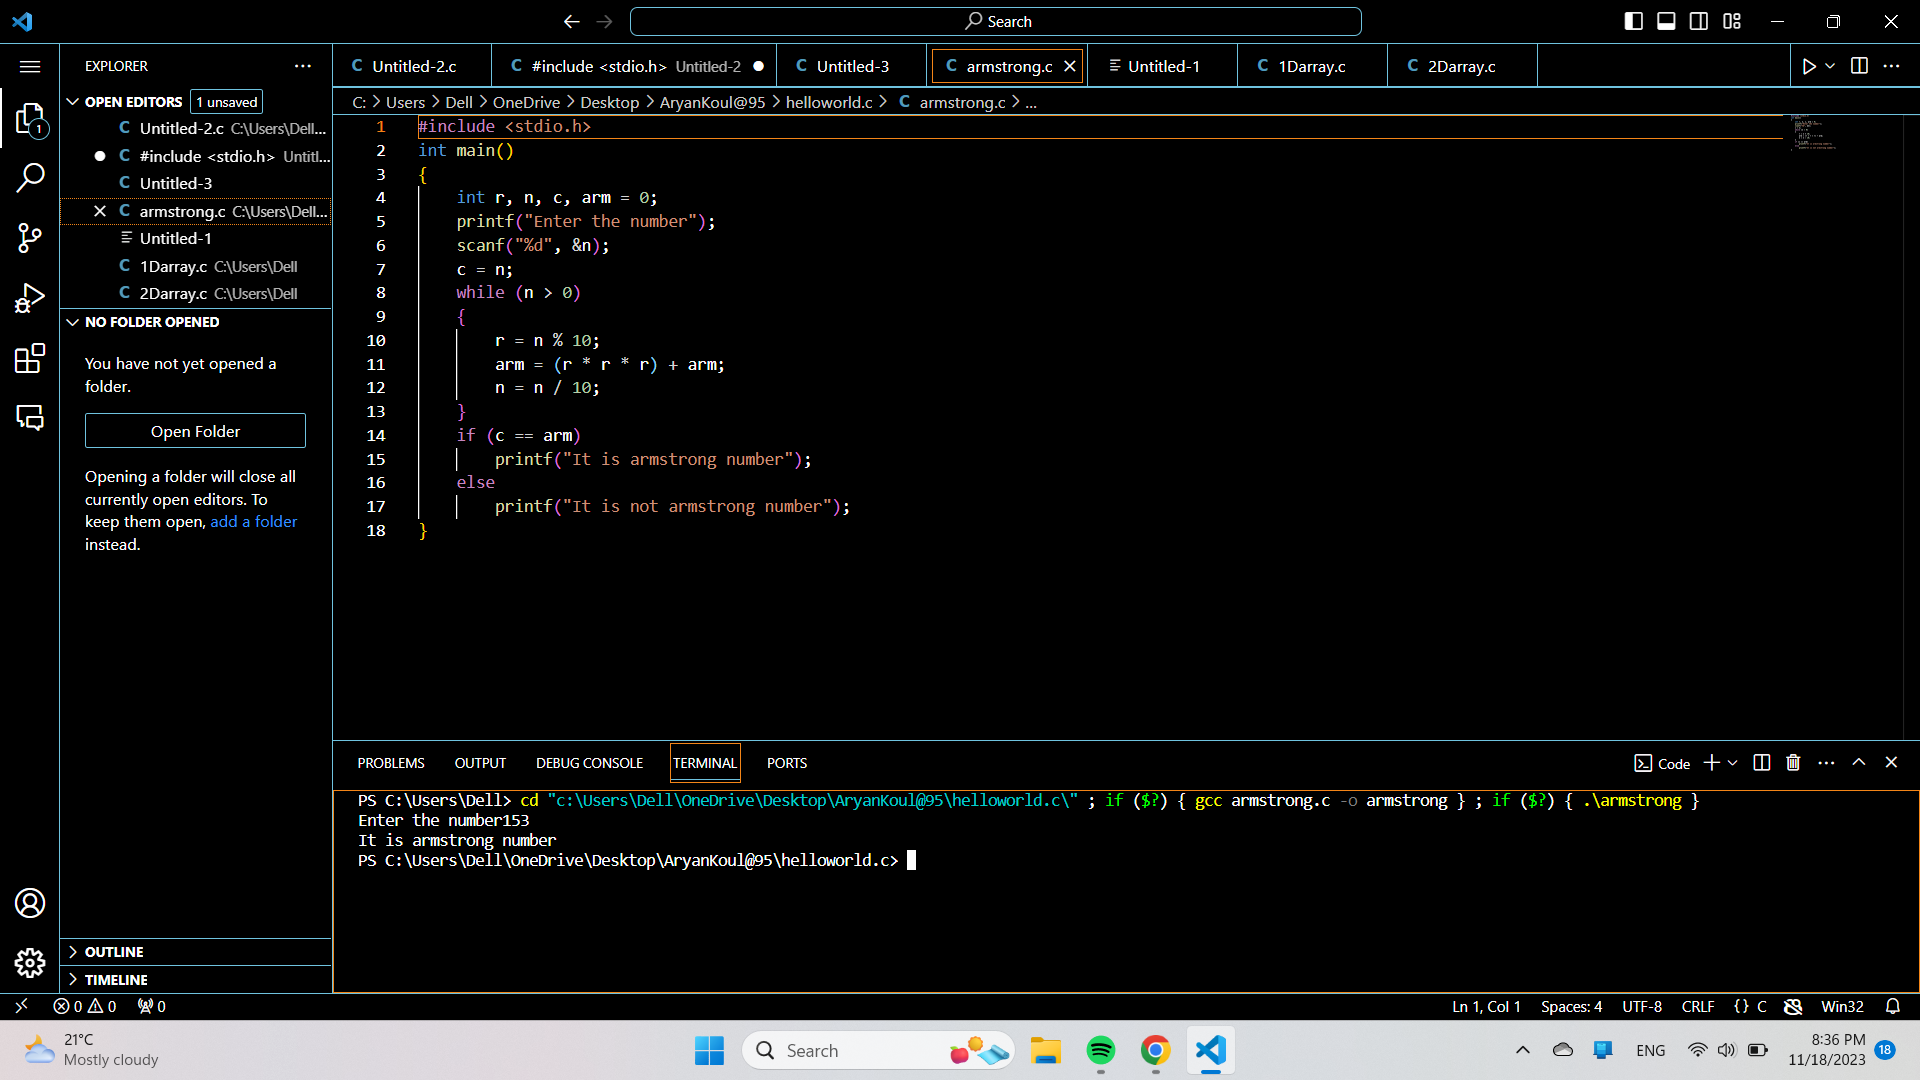 Search
EXPLORER
OPEN EDITORS 1 unsaved
Untitled-2.c C:\Users\Dell...
#include <stdio.h> Untitl...
Untitled-3
armstrong.c C:\Users\Dell...
Untitled-1
1Darray.c C:\Users\Dell
2Darray.c C:\Users\Dell
NO FOLDER OPENED
You have not yet opened a
folder.
Open Folder
Opening a folder will close all
currently open editors. To
keep them open, add a folder
instead.
OUTLINE
TIMELINE
Untitled-2.c
#include <stdio.h> Untitled-2
Untitled-3
armstrong.c
Untitled-1
1Darray.c
2Darray.c
C: > Users > Dell > OneDrive > Desktop > AryanKoul@95 > helloworld.c > C armstrong.c > ...
1 #include <stdio.h>
2 int main()
3 {
4 int r, n, c, arm = 0;
5 printf("Enter the number");
6 scanf("%d", &n);
7 c = n;
8 while (n > 0)
9 {
10 r = n % 10;
11 arm = (r * r * r) + arm;
12 n = n / 10;
13 }
14 if (c == arm)
15 printf("It is armstrong number");
16 else
17 printf("It is not armstrong number");
18 }
PROBLEMS OUTPUT DEBUG CONSOLE TERMINAL PORTS
Code
PS C:\Users\Dell> cd "c:\Users\Dell\OneDrive\Desktop\AryanKoul@95\helloworld.c\" ; if ($?) { gcc armstrong.c -o armstrong } ; if ($?) { .\armstrong }
Enter the number153
It is armstrong number
PS C:\Users\Dell\OneDrive\Desktop\AryanKoul@95\helloworld.c>
0 0 0
Ln 1, Col 1 Spaces: 4 UTF-8 CRLF {} C Win32
21°C
Mostly cloudy
Search
ENG
8:36 PM
11/18/2023
18